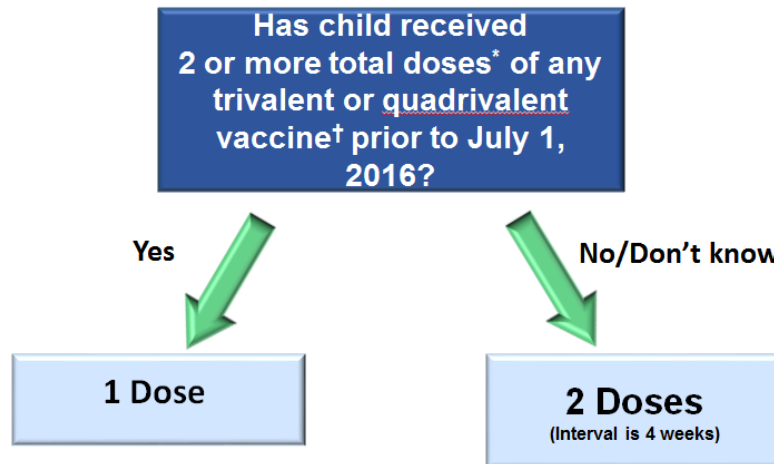 Has child received
2 or more total doses* of any
trivalent or quadrivalent
vaccine† prior to July 1,
2016?
Yes
No/Don't know
1 Dose
2 Doses
(Interval is 4 weeks)